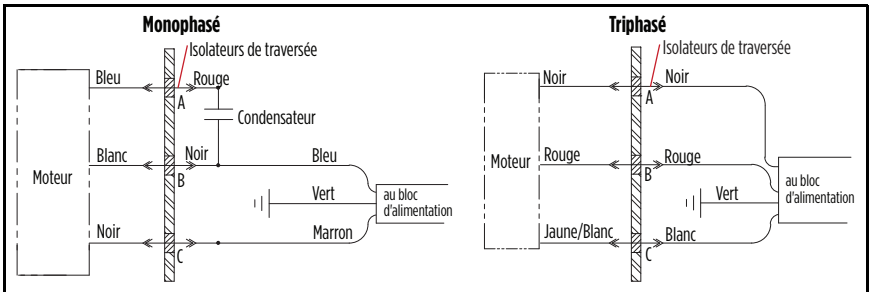 Monophasé
Isolateurs de traversée
Bleu
Rouge
A
Condensateur
Blanc
Noir
Bleu
B
Moteur
Vert
au bloc
d'alimentation
Noir
Marron
C
Triphasé
Isolateurs de traversée
Noir
Noir
A
Moteur
Rouge
Rouge
B
Vert
au bloc
d'alimentation
Jaune/Blanc
Blanc
C